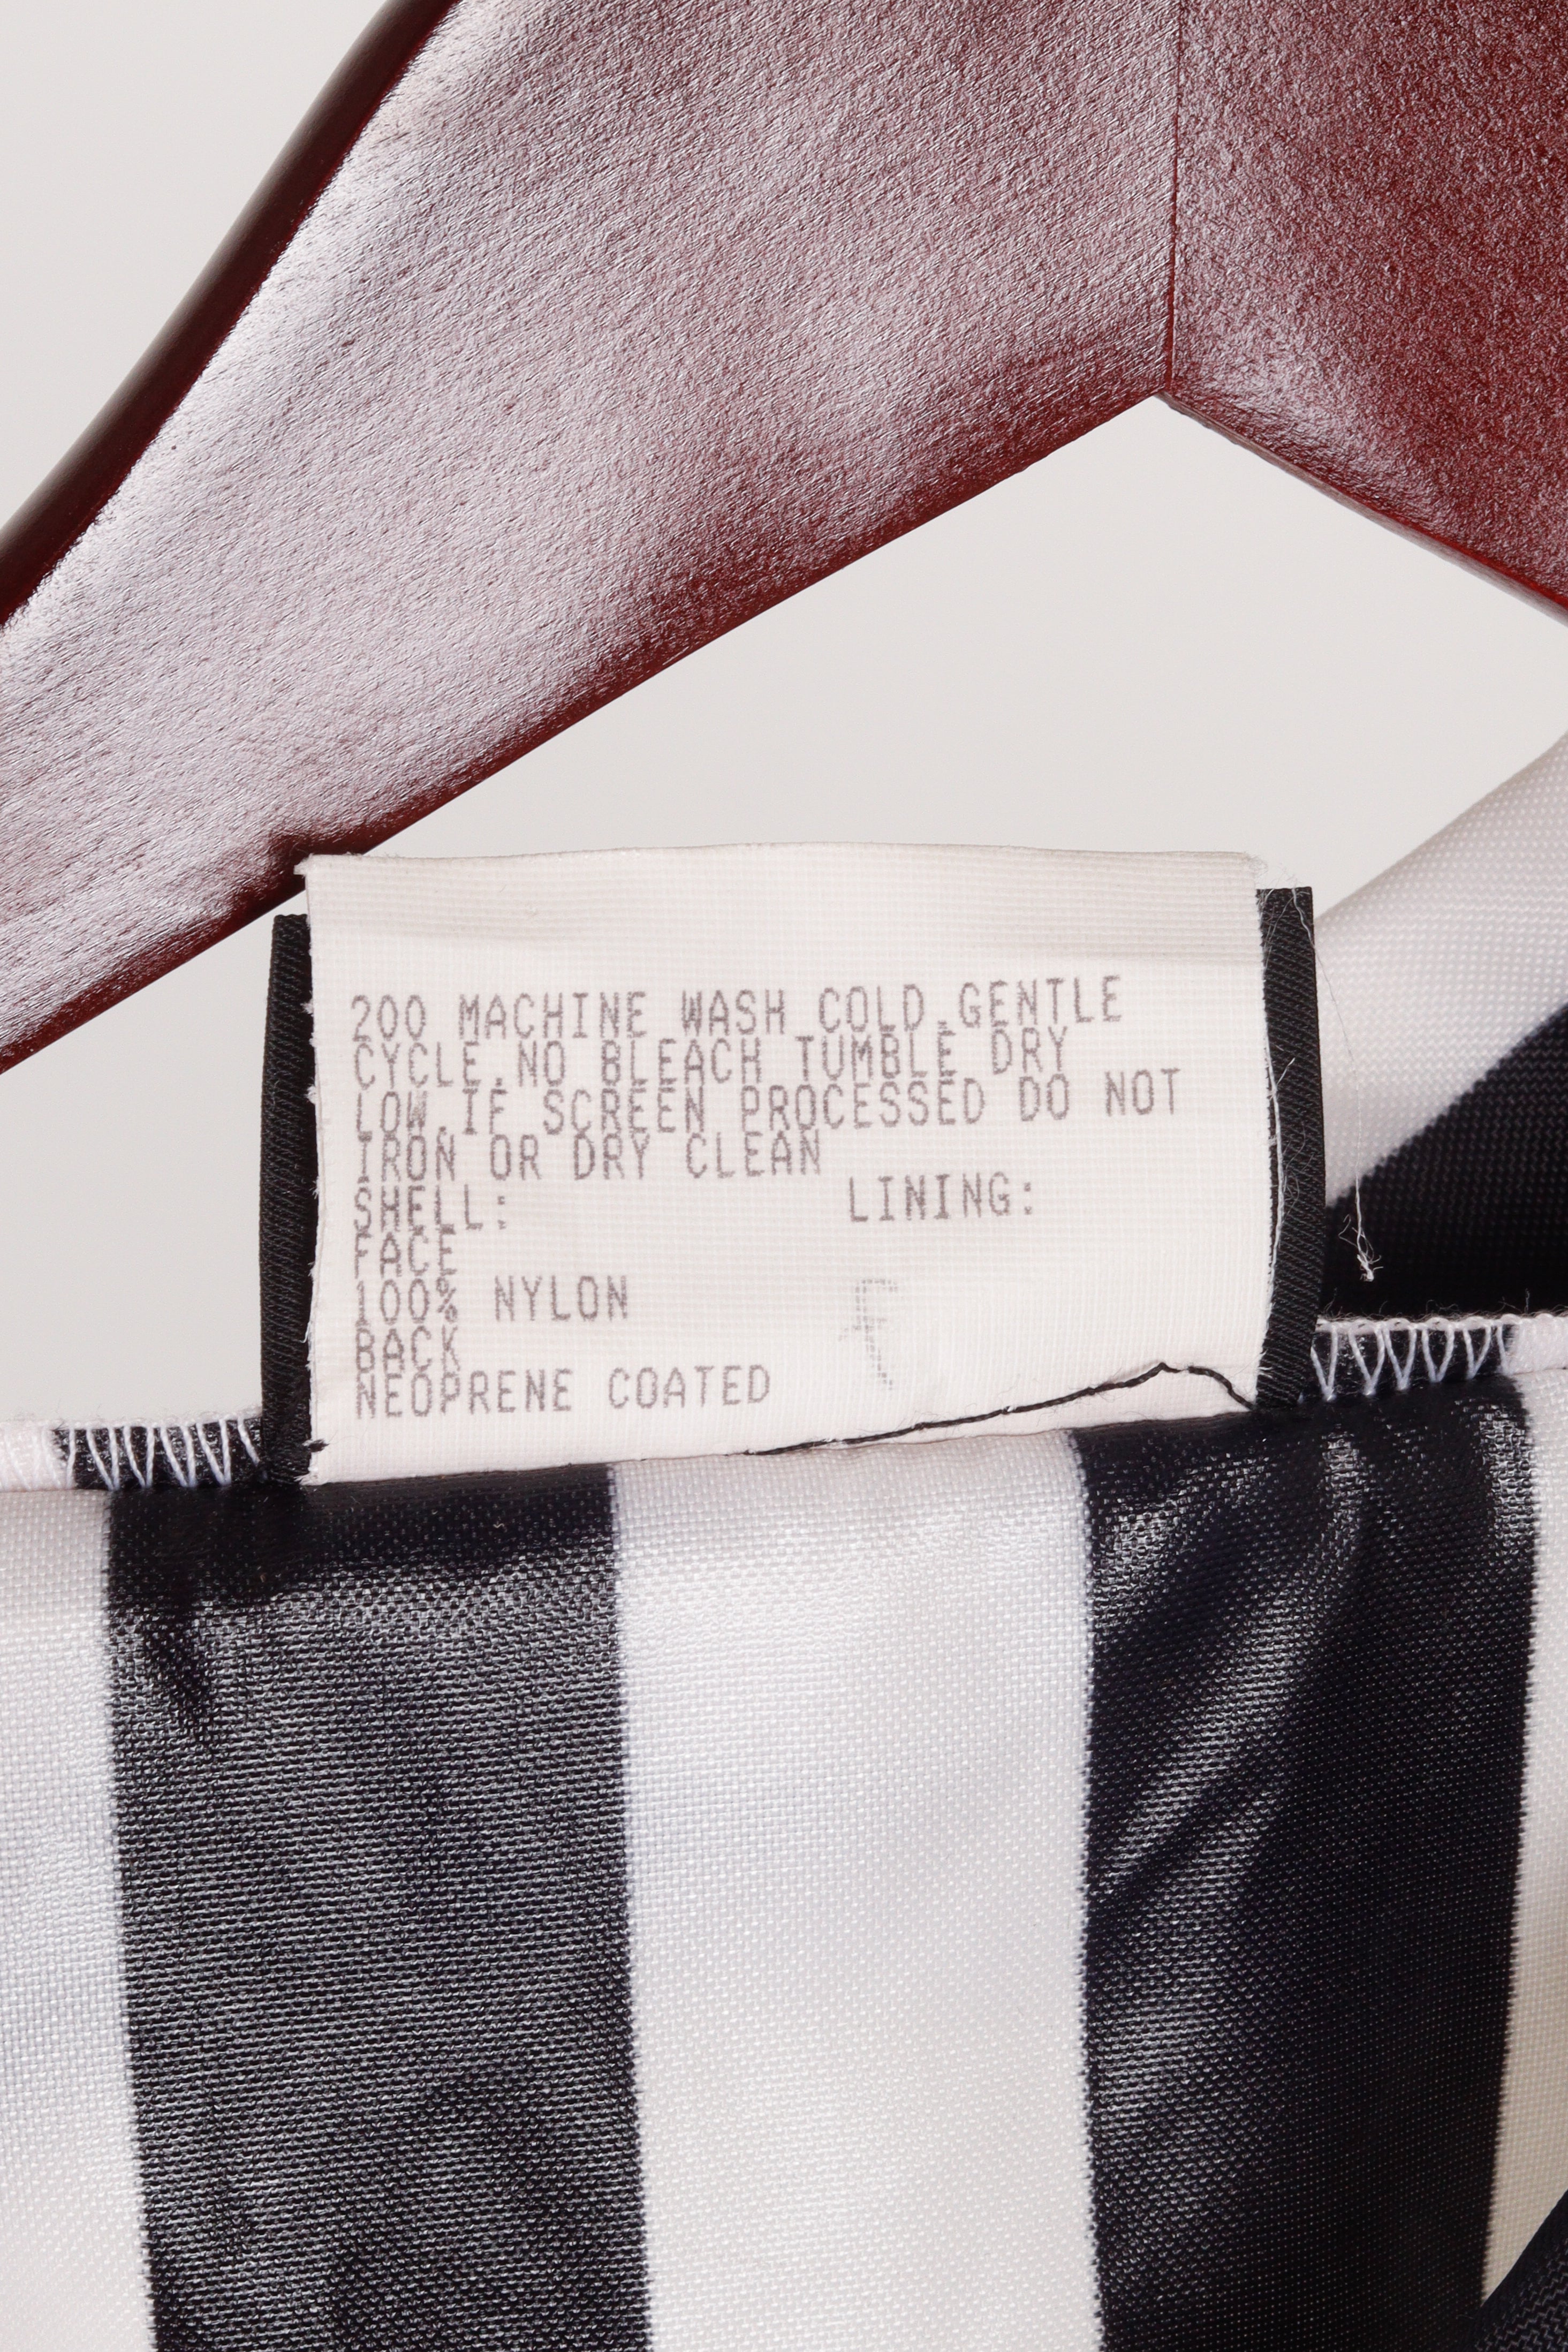 200 MACHINE WASH COLD.GENTLE
CYCLE.NO BLEACH TUMBLE DRY
LOW.IF SCREEN PROCESSED DO NOT
IRON OR DRY CLEAN
SHELL: LINING:
FACE
100% NYLON
BACK
NEOPRENE COATED